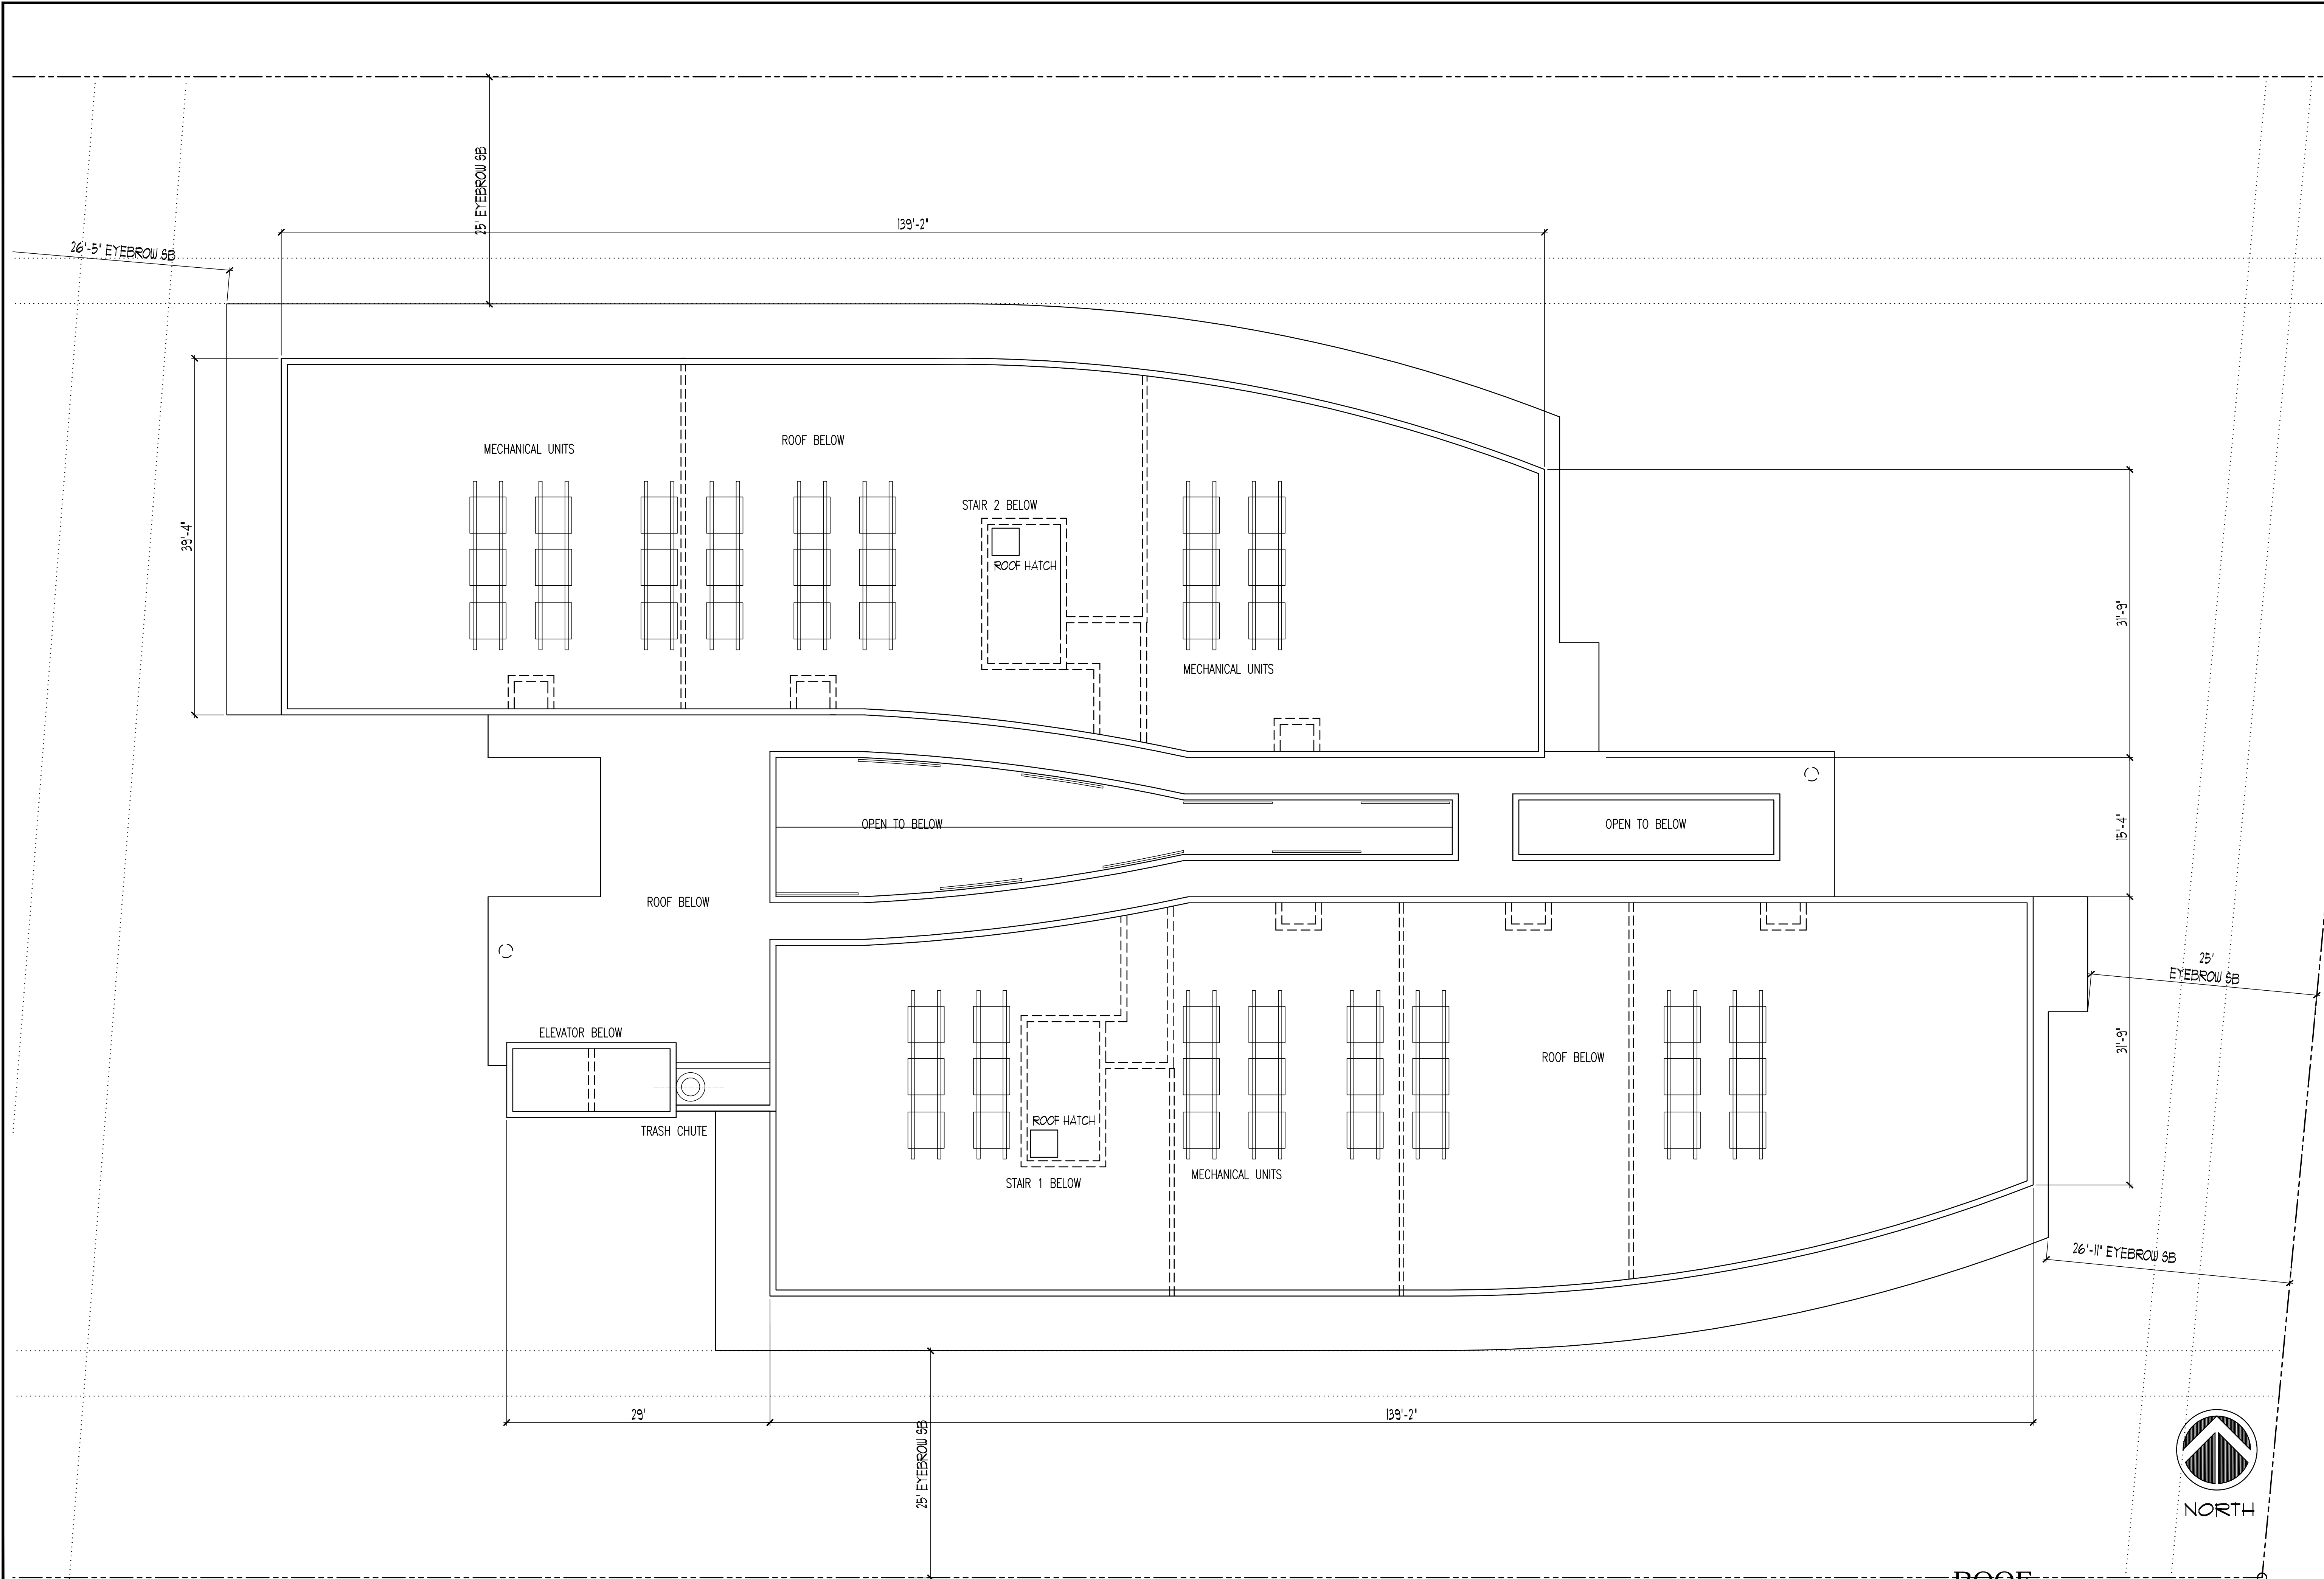 25' EYEBROW SB
139'-2"
26'-5" EYEBROW SB
ROOF BELOW
MECHANICAL UNITS
STAIR 2 BELOW
39'-4"
ROOF HATCH
31'-9"
MECHANICAL UNITS
OPEN TO BELOW
OPEN TO BELOW
15'-4"
ROOF BELOW
25'
EYEBROW SB
ELEVATOR BELOW
31'-9"
ROOF BELOW
ROOF HATCH
TRASH CHUTE
MECHANICAL UNITS
STAIR 1 BELOW
26'-11" EYEBROW SB
29'
139'-2"
25' EYEBROW SB
NORTH
ROOF